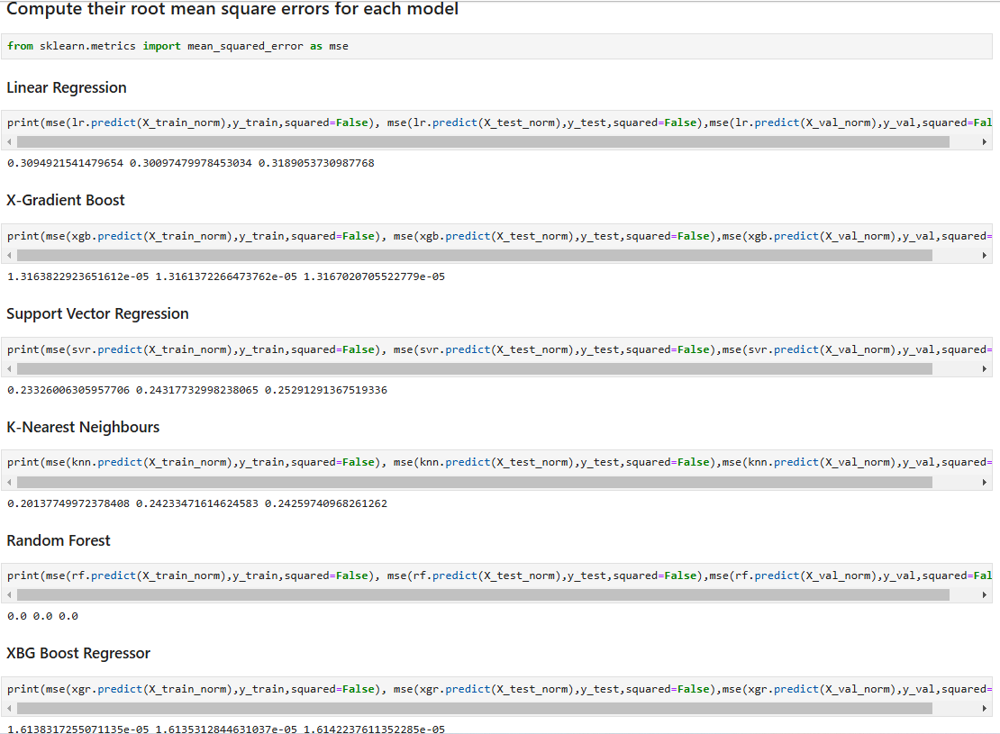 Compute their root mean square errors for each model
from sklearn.metrics import mean_squared_error as mse
Linear Regression
print(mse(lr.predict(X_train_norm),y_train,squared=False), mse(lr.predict(X_test_norm),y_test,squared=False),mse(lr.predict(X_val_norm),y_val,squared=Fal
0.3094921541479654 0.30097479978453034 0.3189053730987768
X-Gradient Boost
print(mse(xgb.predict(X_train_norm),y_train,squared=False), mse(xgb.predict(X_test_norm),y_test,squared=False),mse(xgb.predict(X_val_norm),y_val,squared=
1.3163822923651612e-05 1.3161372266473762e-05 1.3167020705522779e-05
Support Vector Regression
print(mse(svr.predict(X_train_norm),y_train,squared=False), mse(svr.predict(X_test_norm),y_test,squared=False),mse(svr.predict(X_val_norm),y_val,squared=
0.23326006305957706 0.24317732998238065 0.25291291367519336
K-Nearest Neighbours
print(mse(knn.predict(X_train_norm),y_train,squared=False), mse(knn.predict(X_test_norm),y_test,squared=False),mse(knn.predict(X_val_norm),y_val,squared=
0.20137749972378408 0.24233471614624583 0.24259740968261262
Random Forest
print(mse(rf.predict(X_train_norm),y_train,squared=False), mse(rf.predict(X_test_norm),y_test,squared=False),mse(rf.predict(X_val_norm),y_val,squared=Fal
0.0 0.0 0.0
XBG Boost Regressor
print(mse(xgr.predict(X_train_norm),y_train,squared=False), mse(xgr.predict(X_test_norm),y_test,squared=False),mse(xgr.predict(X_val_norm),y_val,squared=
1.6138317255071135e-05 1.6135312844631037e-05 1.6142237611352285e-05